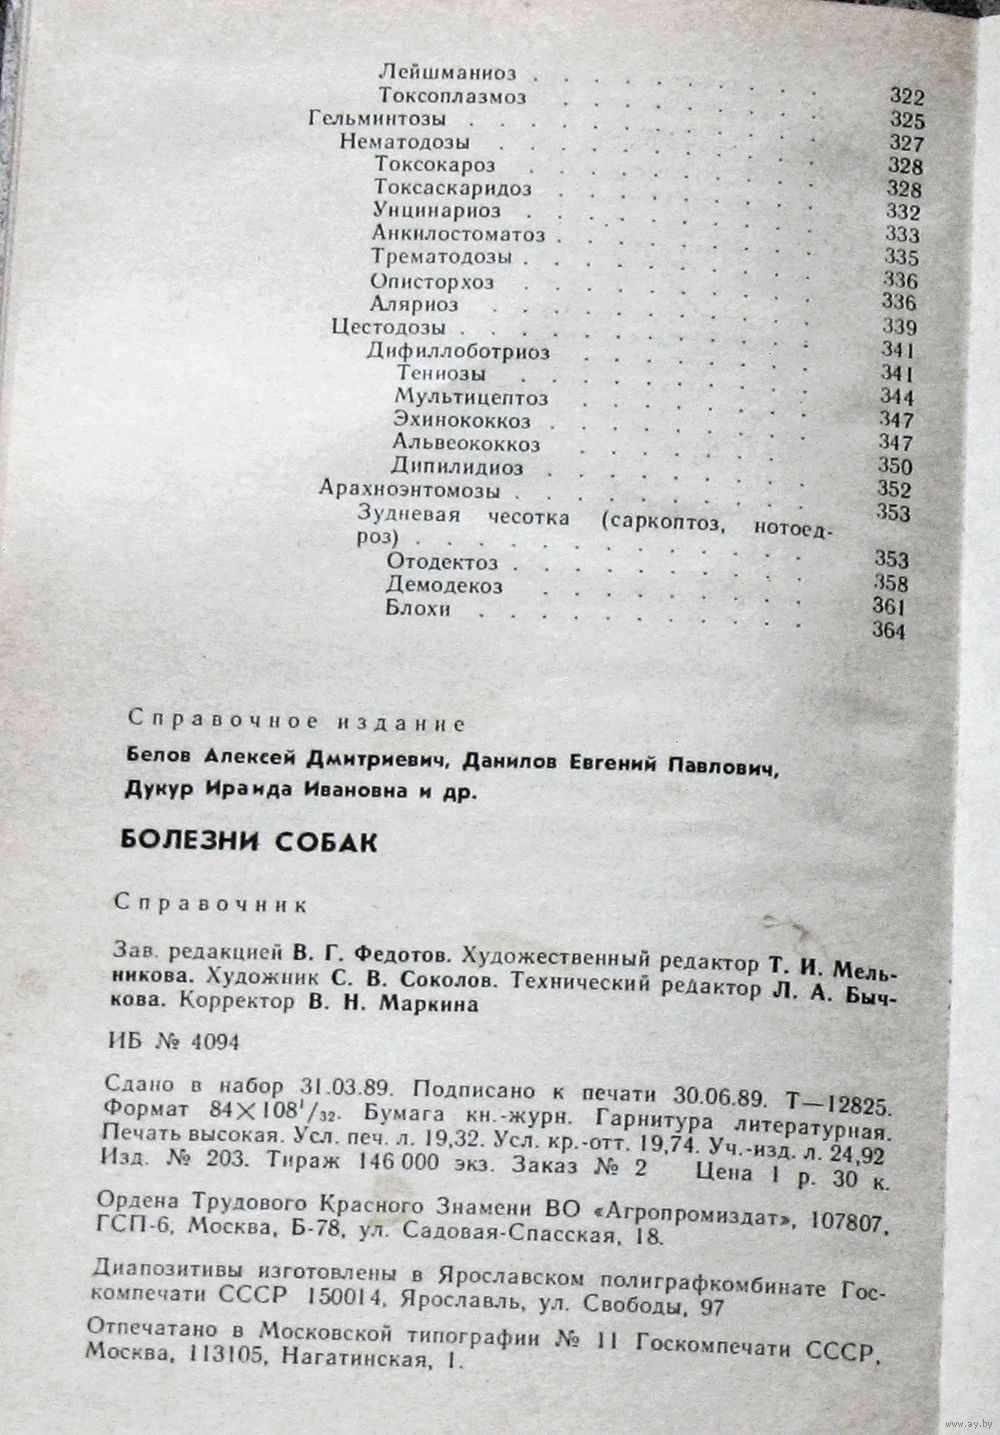 Лейшманиоз . . . . . . . . . . 322
Токсоплазмоз . . . . . . . . . 325
Гельминтозы . . . . . . . . . . . . 327
Нематодозы . . . . . . . . . . . 328
Токсокароз . . . . . . . . . . 328
Токсаскаридоз . . . . . . . . . 332
Унцинариоз . . . . . . . . . . 333
Анкилостоматоз . . . . . . . . . 335
Трематодозы . . . . . . . . . . 336
Описторхоз . . . . . . . . . . 336
Аляриоз . . . . . . . . . . . 339
Цестодозы . . . . . . . . . . . . 341
Дифиллоботриоз . . . . . . . . 341
Тениозы . . . . . . . . . . 344
Мультицептоз . . . . . . . . 347
Эхинококкоз . . . . . . . . . 347
Альвеококкоз . . . . . . . . 350
Дипилидиоз . . . . . . . . . 352
Арахноэнтомозы . . . . . . . . . . 353
Зудневая чесотка (саркоптоз, нотоед-
роз) . . . . . . . . . . . . . 353
Отодектоз . . . . . . . . . . 358
Демодекоз . . . . . . . . . 361
Блохи . . . . . . . . . . . 364
Справочное издание
Белов Алексей Дмитриевич, Данилов Евгений Павлович,
Дукур Ираида Ивановна и др.
БОЛЕЗНИ СОБАК
Справочник
Зав. редакцией В. Г. Федотов. Художественный редактор Т. И. Мель-
никова. Художник С. В. Соколов. Технический редактор Л. А. Быч-
кова. Корректор В. Н. Маркина
ИБ № 4094
Сдано в набор 31.03.89. Подписано к печати 30.06.89. Т—12825.
Формат 84×108¹/₃₂. Бумага кн.-журн. Гарнитура литературная.
Печать высокая. Усл. печ. л. 19,32. Усл. кр.-отт. 19,74. Уч.-изд. л. 24,92
Изд. № 203. Тираж 146 000 экз. Заказ № 2 Цена 1 р. 30 к.
Ордена Трудового Красного Знамени ВО «Агропромиздат», 107807,
ГСП-6, Москва, Б-78, ул. Садовая-Спасская, 18.
Диапозитивы изготовлены в Ярославском полиграфкомбинате Гос-
компечати СССР 150014, Ярославль, ул. Свободы, 97
Отпечатано в Московской типографии № 11 Госкомпечати СССР,
Москва, 113105, Нагатинская, 1.
www.ay.by